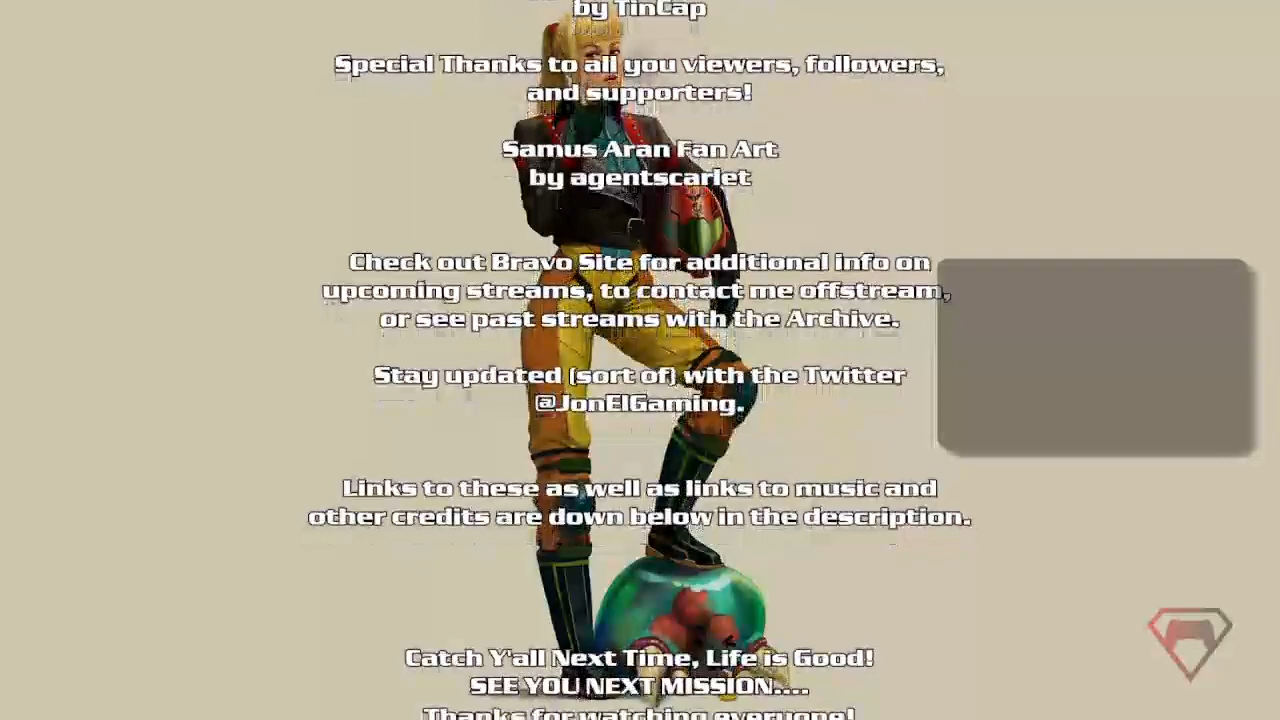 by TinCap
Special Thanks to all you viewers, followers,
and supporters!
Samus Aran Fan Art
by agentscarlet
Check out Bravo Site for additional info on
upcoming streams, to contact me offstream,
or see past streams with the Archive.
Stay updated (sort of) with the Twitter
@JonElGaming.
Links to these as well as links to music and
other credits are down below in the description.
Catch Y'all Next Time, Life is Good!
SEE YOU NEXT MISSION....
Thanks for watching everyone!